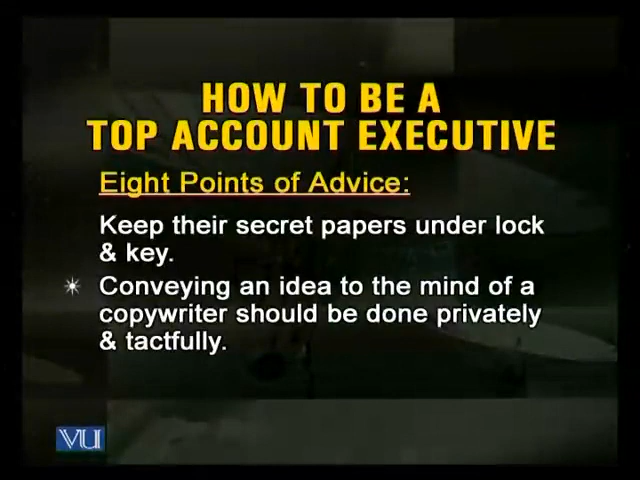 HOW TO BE A
TOP ACCOUNT EXECUTIVE
Eight Points of Advice:
Keep their secret papers under lock
& key.
Conveying an idea to the mind of a
copywriter should be done privately
& tactfully.
VU